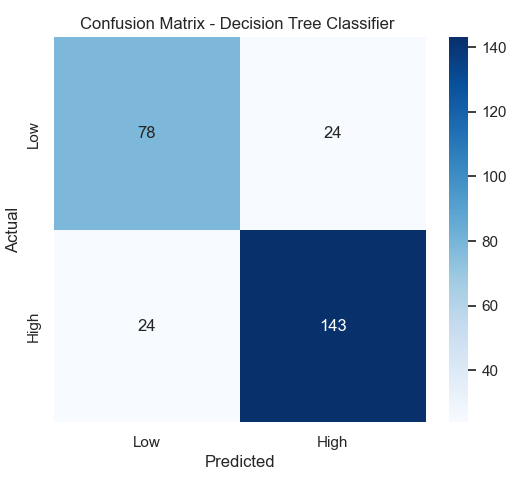 Confusion Matrix - Decision Tree Classifier
Actual
Low
High
78
24
24
143
Low
High
Predicted
140
120
100
80
60
40